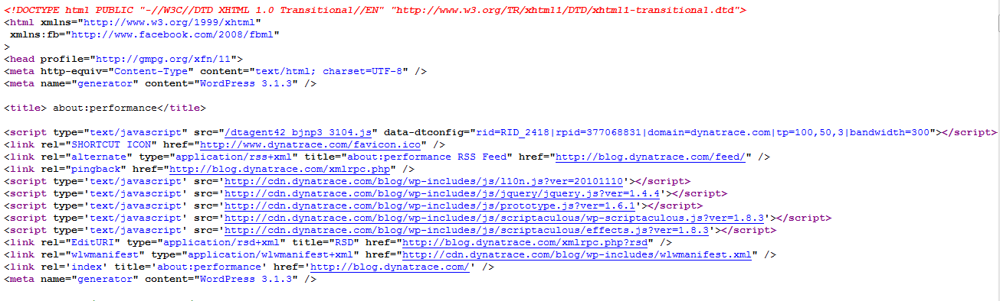 <!DOCTYPE html PUBLIC "-//W3C//DTD XHTML 1.0 Transitional//EN" "http://www.w3.org/TR/xhtml1/DTD/xhtml1-transitional.dtd">
<html xmlns="http://www.w3.org/1999/xhtml"
 xmlns:fb="http://www.facebook.com/2008/fbml"
>
<head profile="http://gmpg.org/xfn/11">
<meta http-equiv="Content-Type" content="text/html; charset=UTF-8" />
<meta name="generator" content="WordPress 3.1.3" />
<title> about:performance</title>
<script type="text/javascript" src="/dtagent42_bjnp3_3104.js" data-dtconfig="rid=RID_2418|rpid=377068831|domain=dynatrace.com|tp=100,50,3|bandwidth=300"></script>
<link rel="SHORTCUT ICON" href="http://www.dynatrace.com/favicon.ico" />
<link rel="alternate" type="application/rss+xml" title="about:performance RSS Feed" href="http://blog.dynatrace.com/feed/" />
<link rel="pingback" href="http://blog.dynatrace.com/xmlrpc.php" />
<script type='text/javascript' src='http://cdn.dynatrace.com/blog/wp-includes/js/l10n.js?ver=20101110'></script>
<script type='text/javascript' src='http://cdn.dynatrace.com/blog/wp-includes/js/jquery/jquery.js?ver=1.4.4'></script>
<script type='text/javascript' src='http://cdn.dynatrace.com/blog/wp-includes/js/prototype.js?ver=1.6.1'></script>
<script type='text/javascript' src='http://cdn.dynatrace.com/blog/wp-includes/js/scriptaculous/wp-scriptaculous.js?ver=1.8.3'></script>
<script type='text/javascript' src='http://cdn.dynatrace.com/blog/wp-includes/js/scriptaculous/effects.js?ver=1.8.3'></script>
<link rel="EditURI" type="application/rsd+xml" title="RSD" href="http://blog.dynatrace.com/xmlrpc.php?rsd" />
<link rel="wlwmanifest" type="application/wlwmanifest+xml" href="http://cdn.dynatrace.com/blog/wp-includes/wlwmanifest.xml" />
<link rel='index' title='about:performance' href='http://blog.dynatrace.com/' />
<meta name="generator" content="WordPress 3.1.3" />